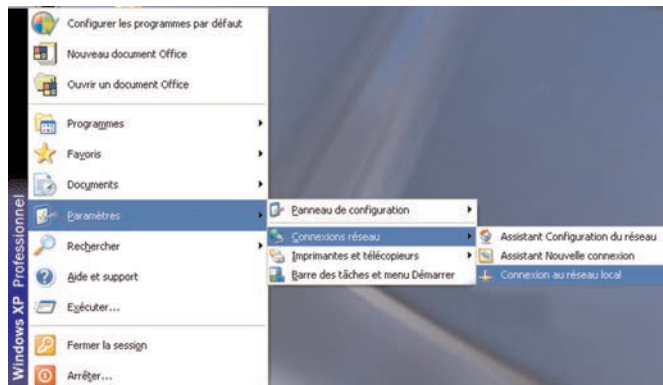 Configurer les programmes par défaut
Nouveau document Office
Ouvrir un document Office
Programmes
Favoris
Documents
Paramètres
Rechercher
Aide et support
Exécuter...
Fermer la session
Arrêter...
Windows XP Professionnel
Panneau de configuration
Connexions réseau
Imprimantes et télécopieurs
Barre des tâches et menu Démarrer
Assistant Configuration du réseau
Assistant Nouvelle connexion
Connexion au réseau local